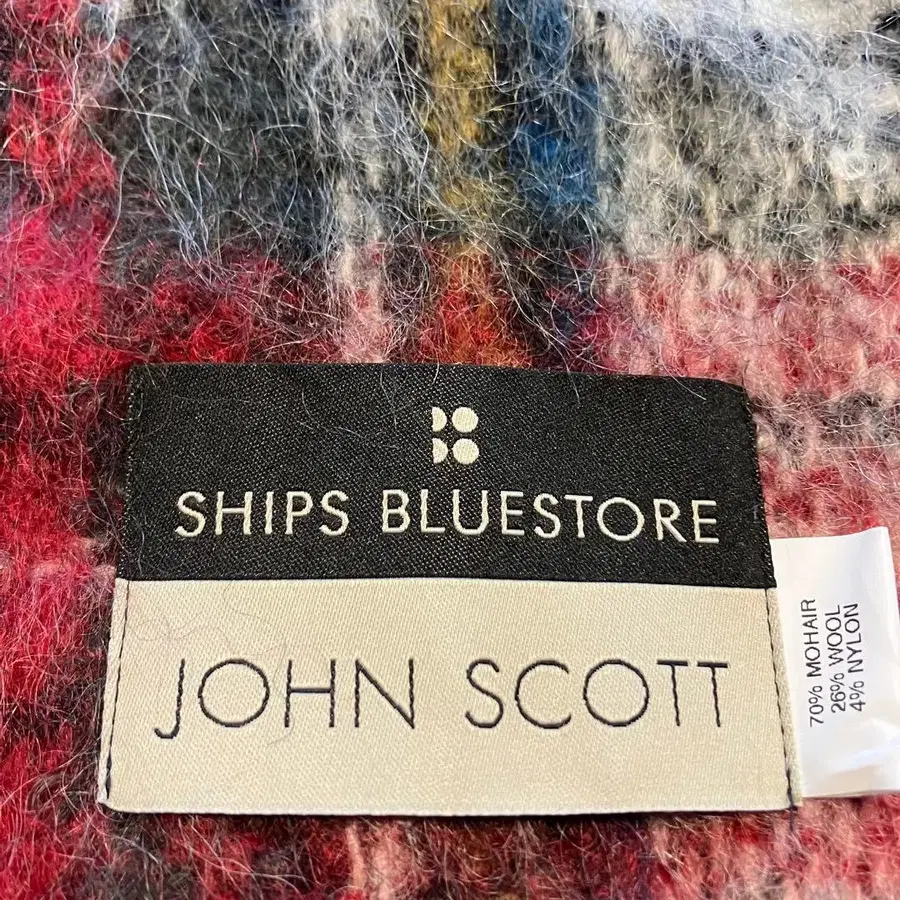 SHIPS BLUESTORE
JOHN SCOTT
70% MOHAIR
26% WOOL
4% NYLON